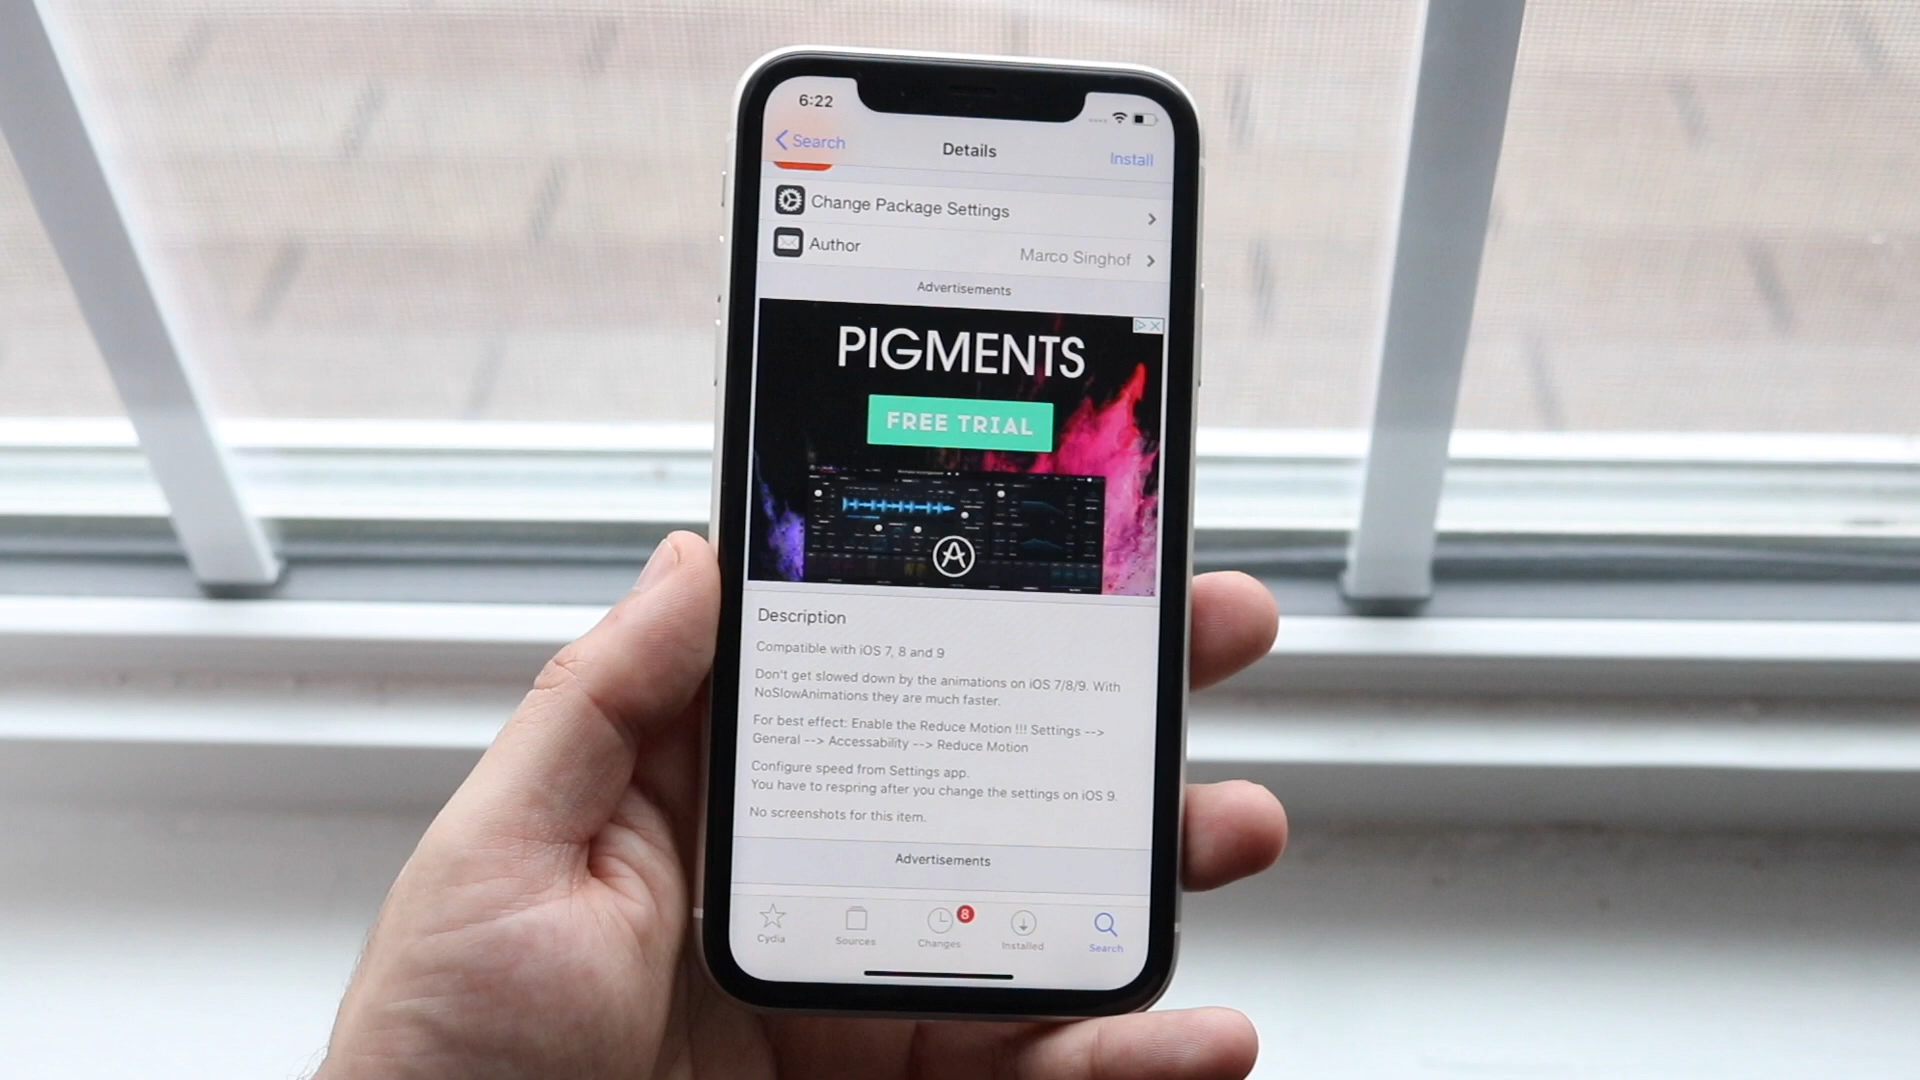 6:22
Search
Details
Install
Change Package Settings
Author
Marco Singhof
Advertisements
PIGMENTS
FREE TRIAL
Description
Compatible with iOS 7, 8 and 9
Don't get slowed down by the animations on iOS 7/8/9. With
NoSlowAnimations they are much faster.
For best effect: Enable the Reduce Motion !!! Settings -->
General --> Accessability --> Reduce Motion
Configure speed from Settings app.
You have to respring after you change the settings on iOS 9.
No screenshots for this item.
Advertisements
8
Cydia
Sources
Changes
Installed
Search